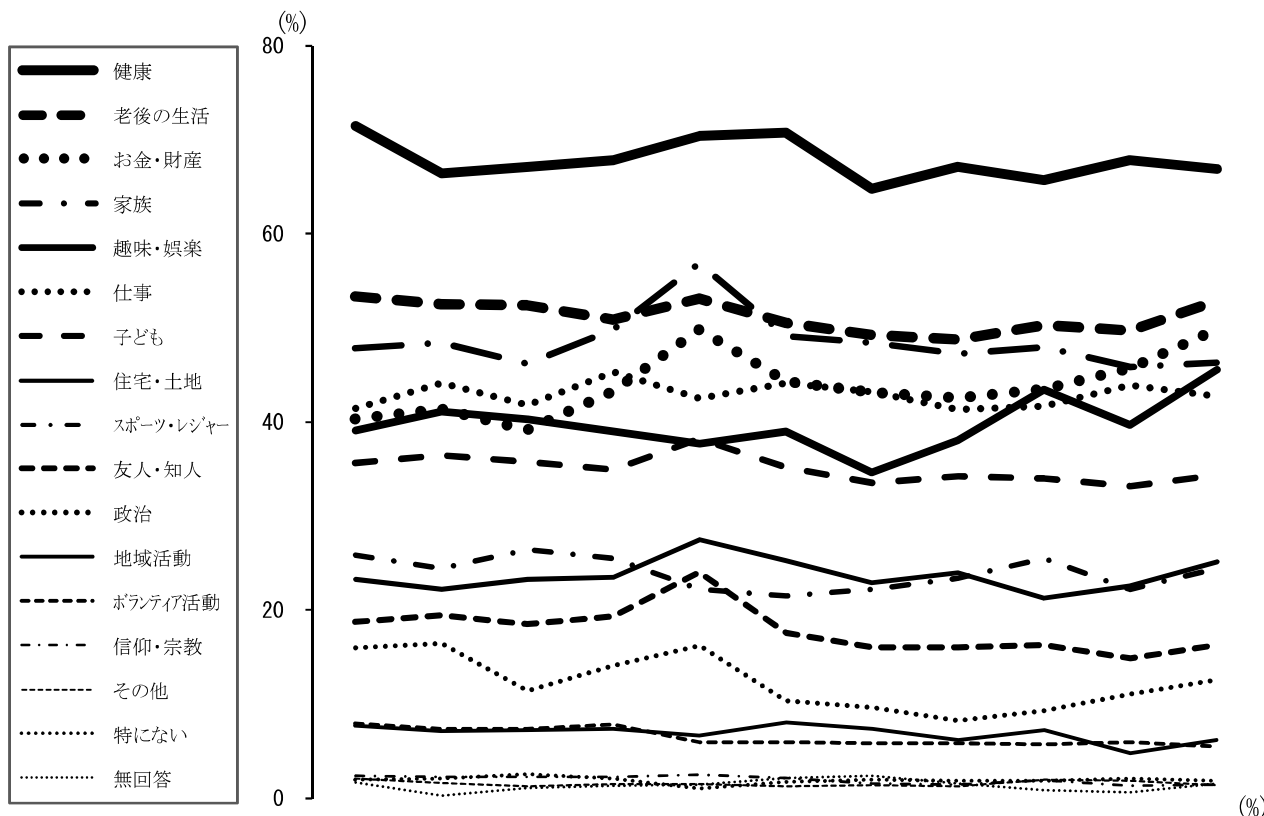 (%)
80
60
40
20
0
(%)
健康
老後の生活
お金・財産
家族
趣味・娯楽
仕事
子ども
住宅・土地
スポーツ・レジャー
友人・知人
政治
地域活動
ボランティア活動
信仰・宗教
その他
特にない
無回答